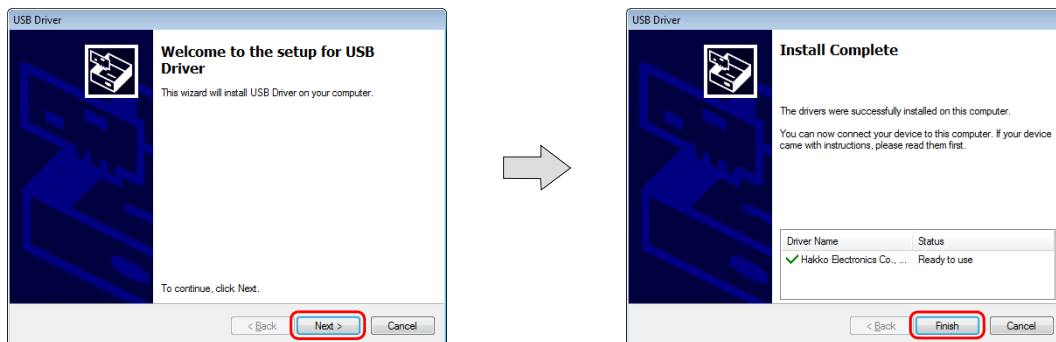 USB Driver
Welcome to the setup for USB
Driver
This wizard will install USB Driver on your computer.
To continue, click Next.
< Back
Next >
Cancel
USB Driver
Install Complete
The drivers were successfully installed on this computer.
You can now connect your device to this computer. If your device
came with instructions, please read them first.
Driver Name Status
Hakko Electronics Co., ... Ready to use
< Back
Finish
Cancel